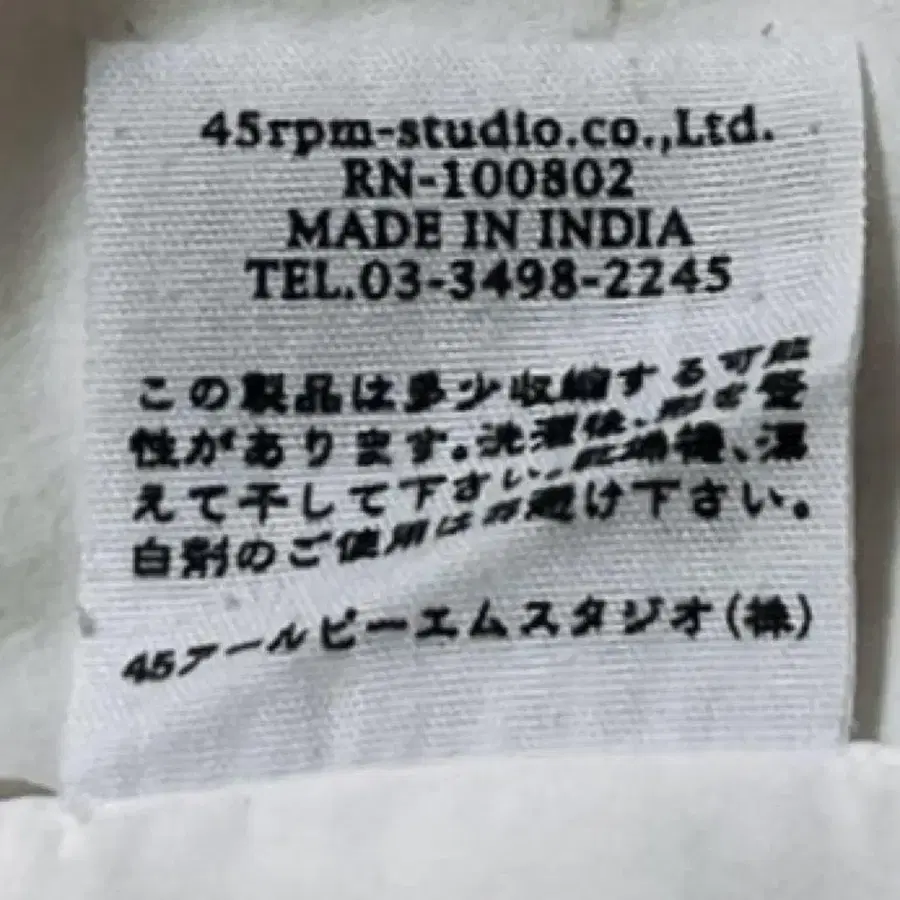 45rpm-studio.co.,Ltd.
RN-100802
MADE IN INDIA
TEL.03-3498-2245
この製品は多少収縮する可能
性があります。洗濯後、形を整
えて干して下さい。乾燥機、漂
白剤のご使用はお避け下さい。
45アールピーエムスタジオ(株)